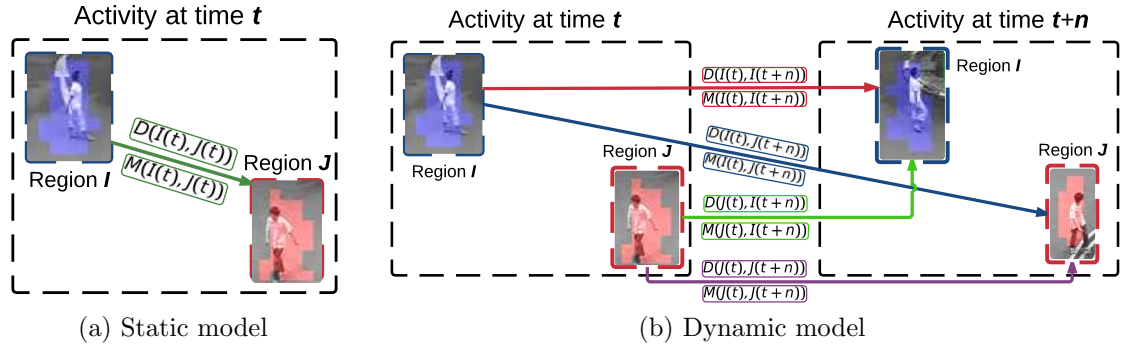 Activity at time t
D(I(t), J(t))
M(I(t), J(t))
Region I
Region J
(a) Static model
Activity at time t
Activity at time t+n
D(I(t), I(t + n))
M(I(t), I(t + n))
Region I
D(I(t), J(t + n))
M(I(t), J(t + n))
Region I
Region J
Region J
D(J(t), I(t + n))
M(J(t), I(t + n))
D(J(t), J(t + n))
M(J(t), J(t + n))
(b) Dynamic model